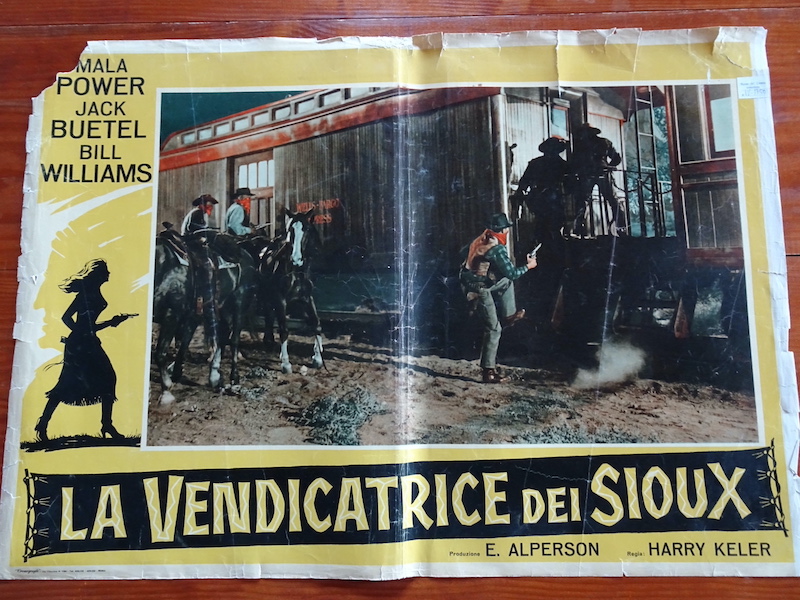 MALA
POWER
JACK
BUETEL
BILL
WILLIAMS
LA VENDICATRICE DEI SIOUX
Produzione E. ALPERSON Regia: HARRY KELER